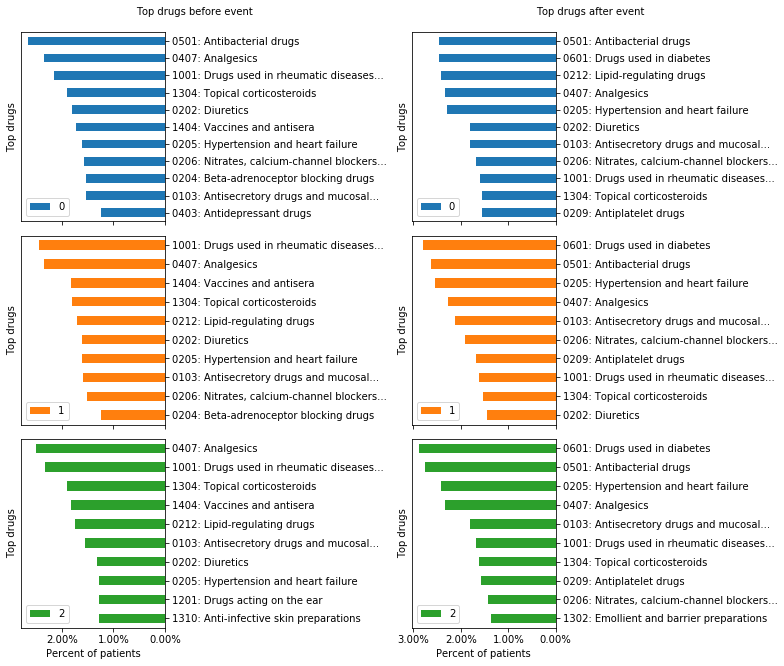 Top drugs before event
Top drugs
0501: Antibacterial drugs
0407: Analgesics
1001: Drugs used in rheumatic diseases...
1304: Topical corticosteroids
0202: Diuretics
1404: Vaccines and antisera
0205: Hypertension and heart failure
0206: Nitrates, calcium-channel blockers...
0204: Beta-adrenoceptor blocking drugs
0103: Antisecretory drugs and mucosal...
0403: Antidepressant drugs
0
Top drugs
1001: Drugs used in rheumatic diseases...
0407: Analgesics
1404: Vaccines and antisera
1304: Topical corticosteroids
0212: Lipid-regulating drugs
0202: Diuretics
0205: Hypertension and heart failure
0103: Antisecretory drugs and mucosal...
0206: Nitrates, calcium-channel blockers...
0204: Beta-adrenoceptor blocking drugs
1
Top drugs
0407: Analgesics
1001: Drugs used in rheumatic diseases...
1304: Topical corticosteroids
1404: Vaccines and antisera
0212: Lipid-regulating drugs
0103: Antisecretory drugs and mucosal...
0202: Diuretics
0205: Hypertension and heart failure
1201: Drugs acting on the ear
1310: Anti-infective skin preparations
2
2.00% 1.00% 0.00%
Percent of patients
Top drugs after event
Top drugs
0501: Antibacterial drugs
0601: Drugs used in diabetes
0212: Lipid-regulating drugs
0407: Analgesics
0205: Hypertension and heart failure
0202: Diuretics
0103: Antisecretory drugs and mucosal...
0206: Nitrates, calcium-channel blockers...
1001: Drugs used in rheumatic diseases...
1304: Topical corticosteroids
0209: Antiplatelet drugs
0
Top drugs
0601: Drugs used in diabetes
0501: Antibacterial drugs
0205: Hypertension and heart failure
0407: Analgesics
0103: Antisecretory drugs and mucosal...
0206: Nitrates, calcium-channel blockers...
0209: Antiplatelet drugs
1001: Drugs used in rheumatic diseases...
1304: Topical corticosteroids
0202: Diuretics
1
Top drugs
0601: Drugs used in diabetes
0501: Antibacterial drugs
0205: Hypertension and heart failure
0407: Analgesics
0103: Antisecretory drugs and mucosal...
1001: Drugs used in rheumatic diseases...
1304: Topical corticosteroids
0209: Antiplatelet drugs
0206: Nitrates, calcium-channel blockers...
1302: Emollient and barrier preparations
2
3.00% 2.00% 1.00% 0.00%
Percent of patients